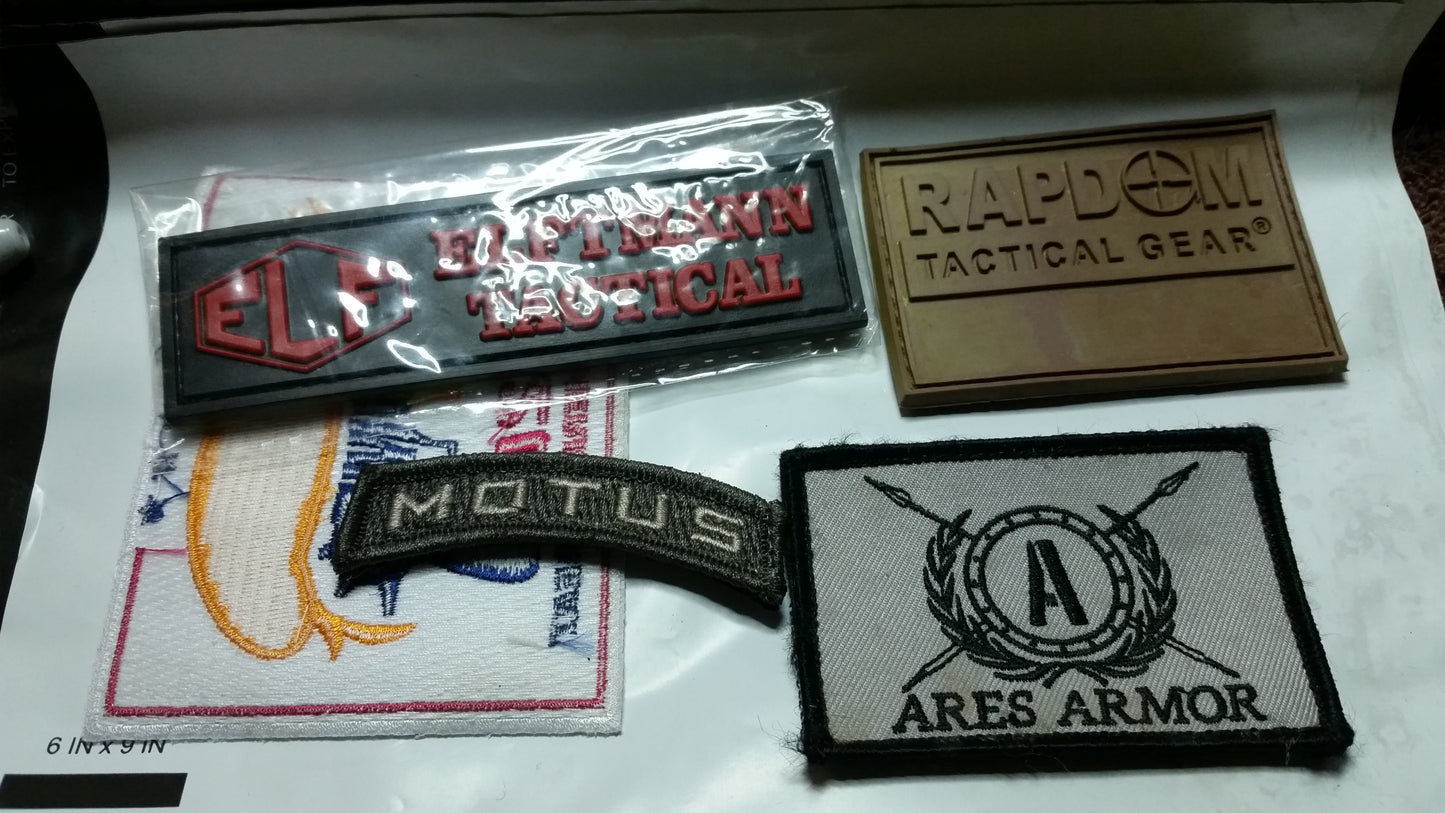 ELF
ELFTMANN
TACTICAL
RAPDOM
TACTICAL GEAR®
MOTUS
A
ARES ARMOR
6 IN x 9 IN